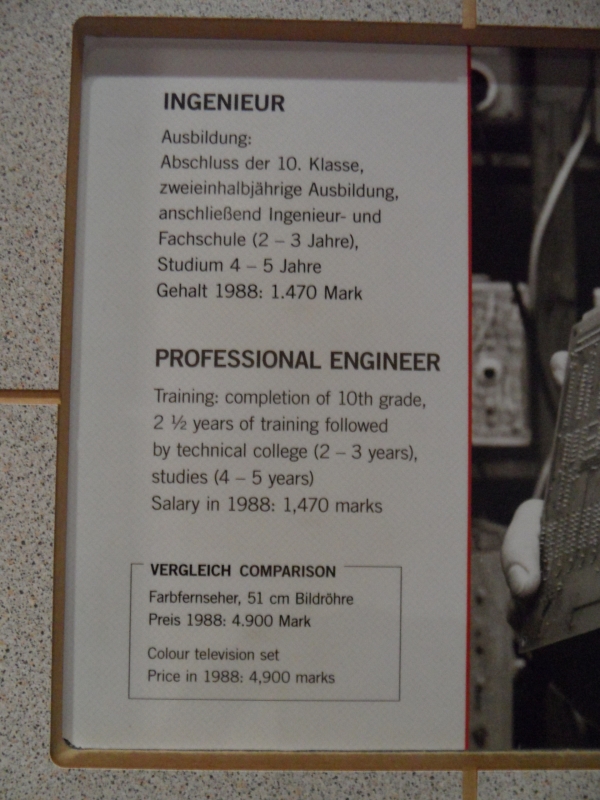 INGENIEUR
Ausbildung:
Abschluss der 10. Klasse,
zweieinhalbjährige Ausbildung,
anschließend Ingenieur- und
Fachschule (2 – 3 Jahre),
Studium 4 – 5 Jahre
Gehalt 1988: 1.470 Mark
PROFESSIONAL ENGINEER
Training: completion of 10th grade,
2 ½ years of training followed
by technical college (2 – 3 years),
studies (4 – 5 years)
Salary in 1988: 1,470 marks
VERGLEICH COMPARISON
Farbfernseher, 51 cm Bildröhre
Preis 1988: 4.900 Mark
Colour television set
Price in 1988: 4,900 marks